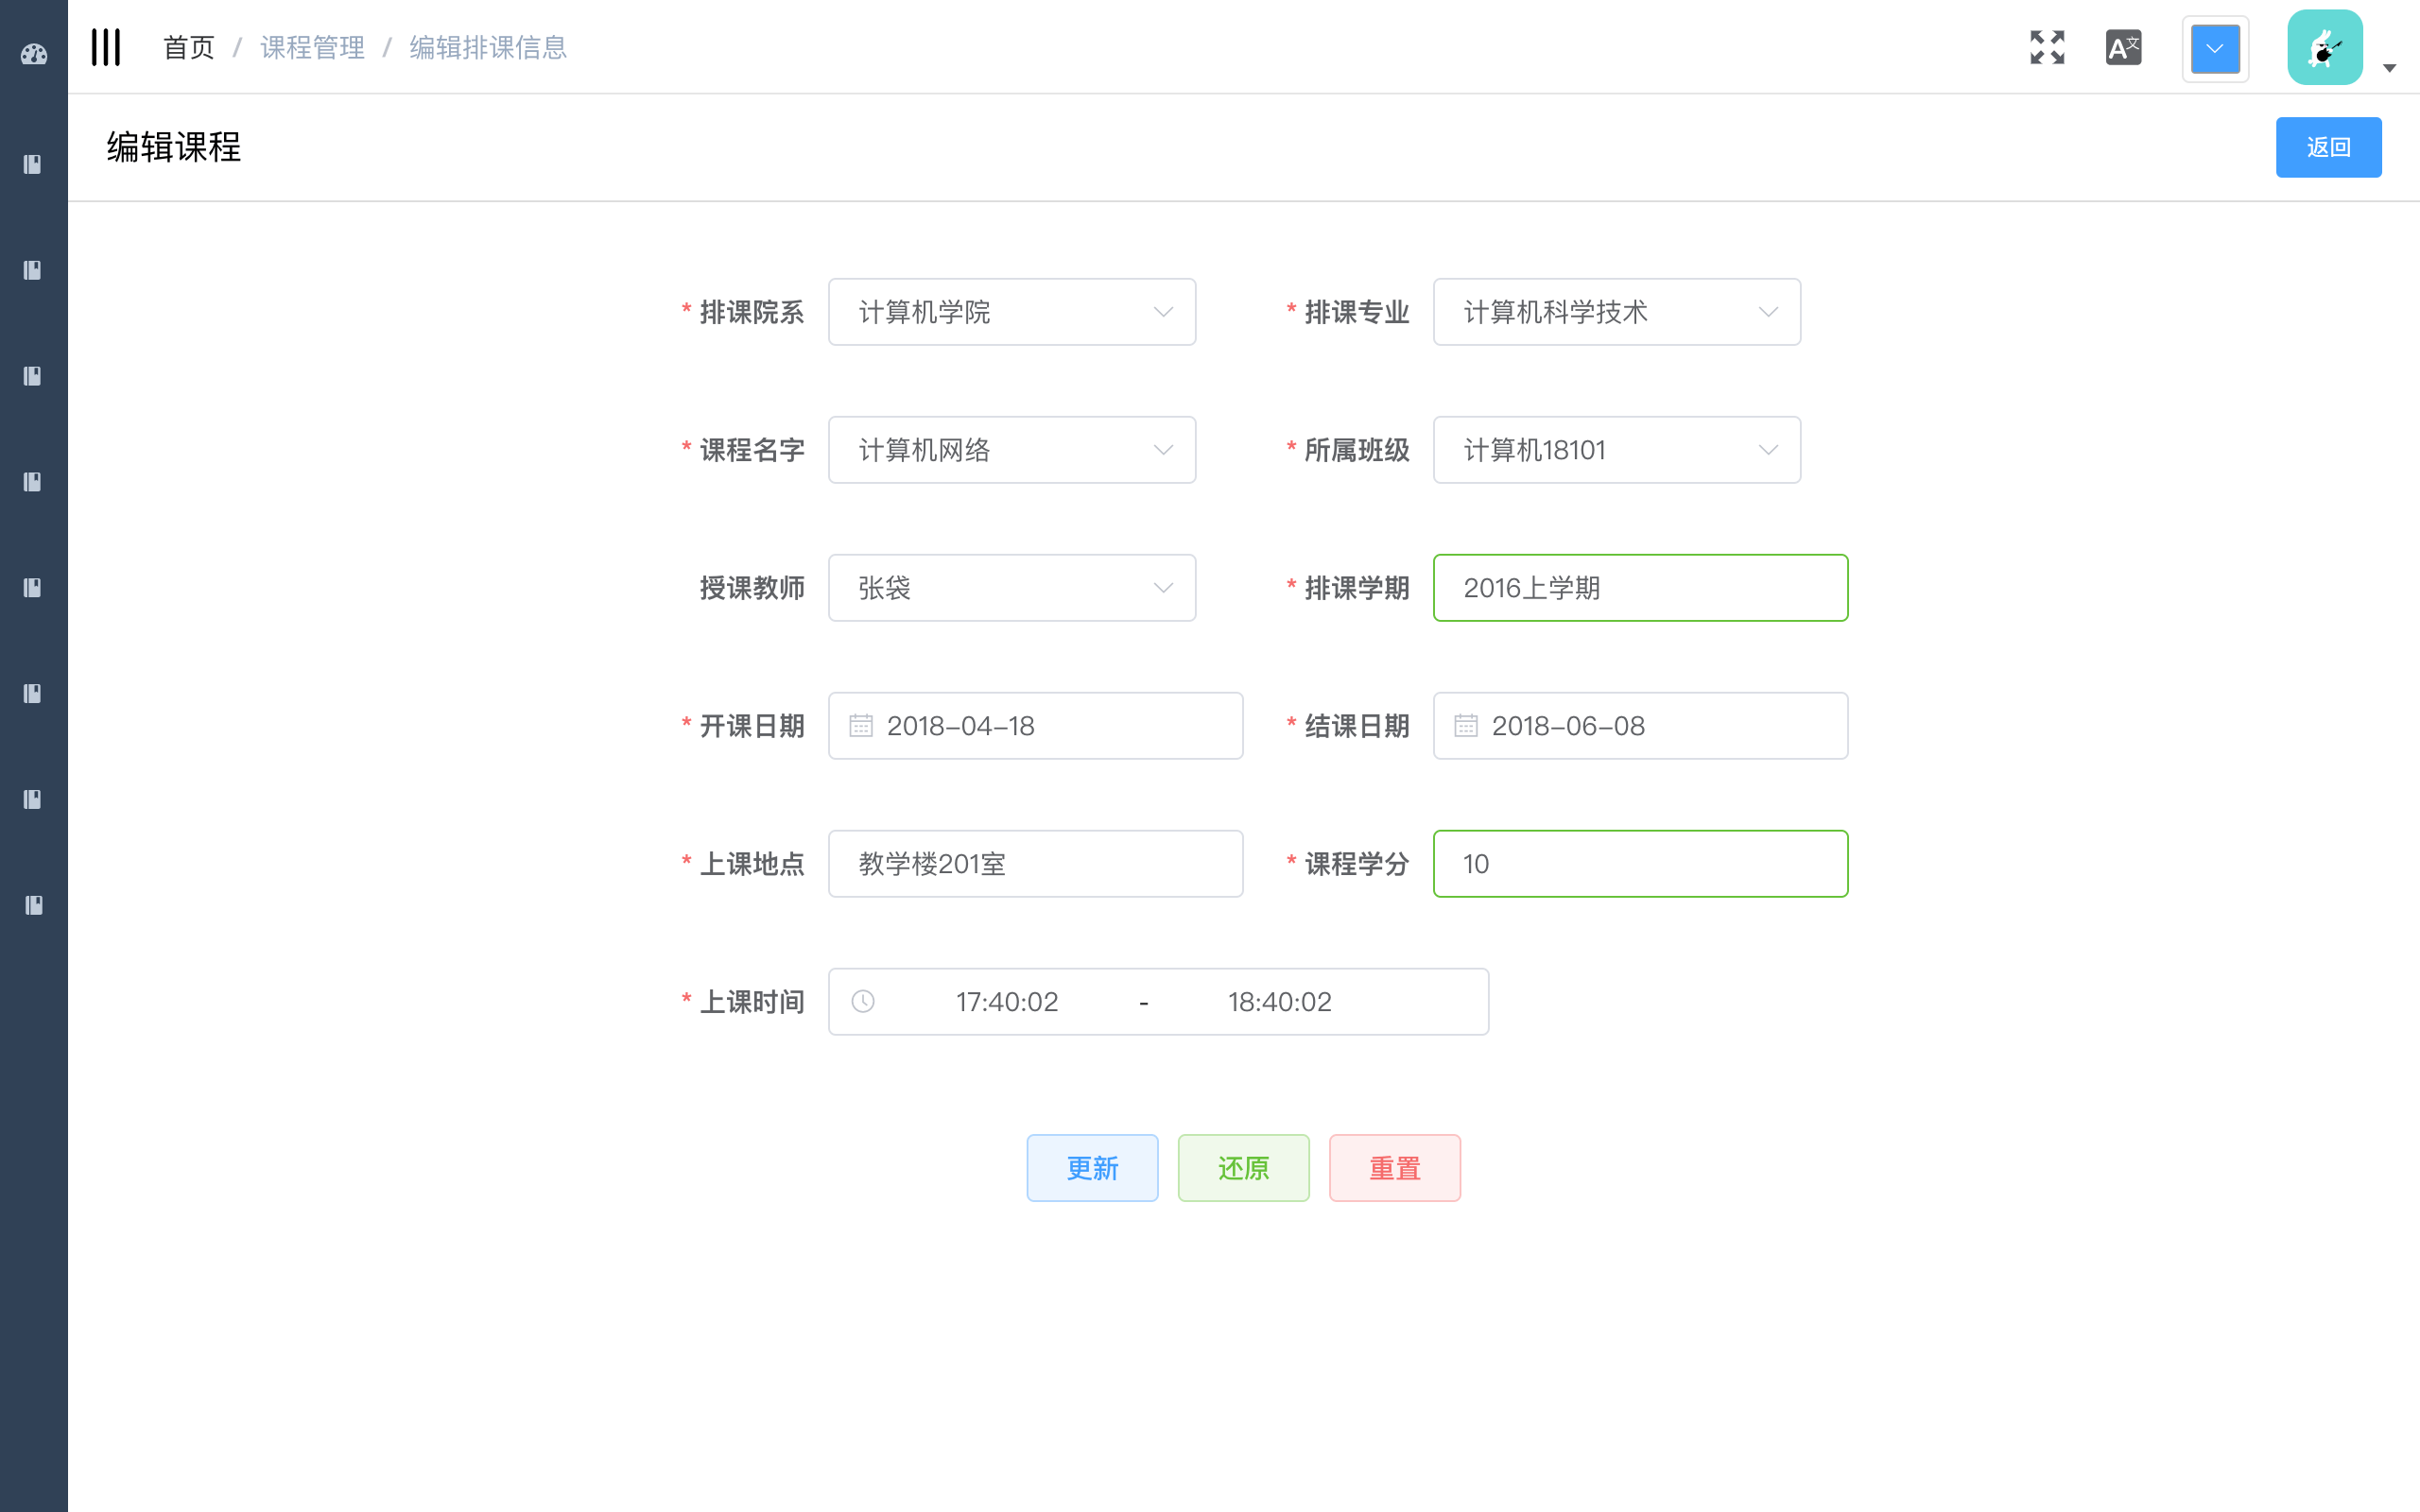 首页 / 课程管理 / 编辑排课信息
编辑课程
返回
* 排课院系 计算机学院 * 排课专业 计算机科学技术
* 课程名字 计算机网络 * 所属班级 计算机18101
授课教师 张袋 * 排课学期 2016上学期
* 开课日期 2018-04-18 * 结课日期 2018-06-08
* 上课地点 教学楼201室 * 课程学分 10
* 上课时间 17:40:02 - 18:40:02
更新 还原 重置